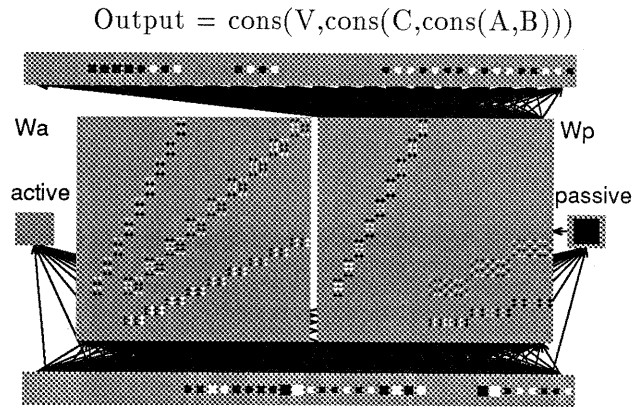 Output = cons(V,cons(C,cons(A,B)))
Wa
Wp
active
passive